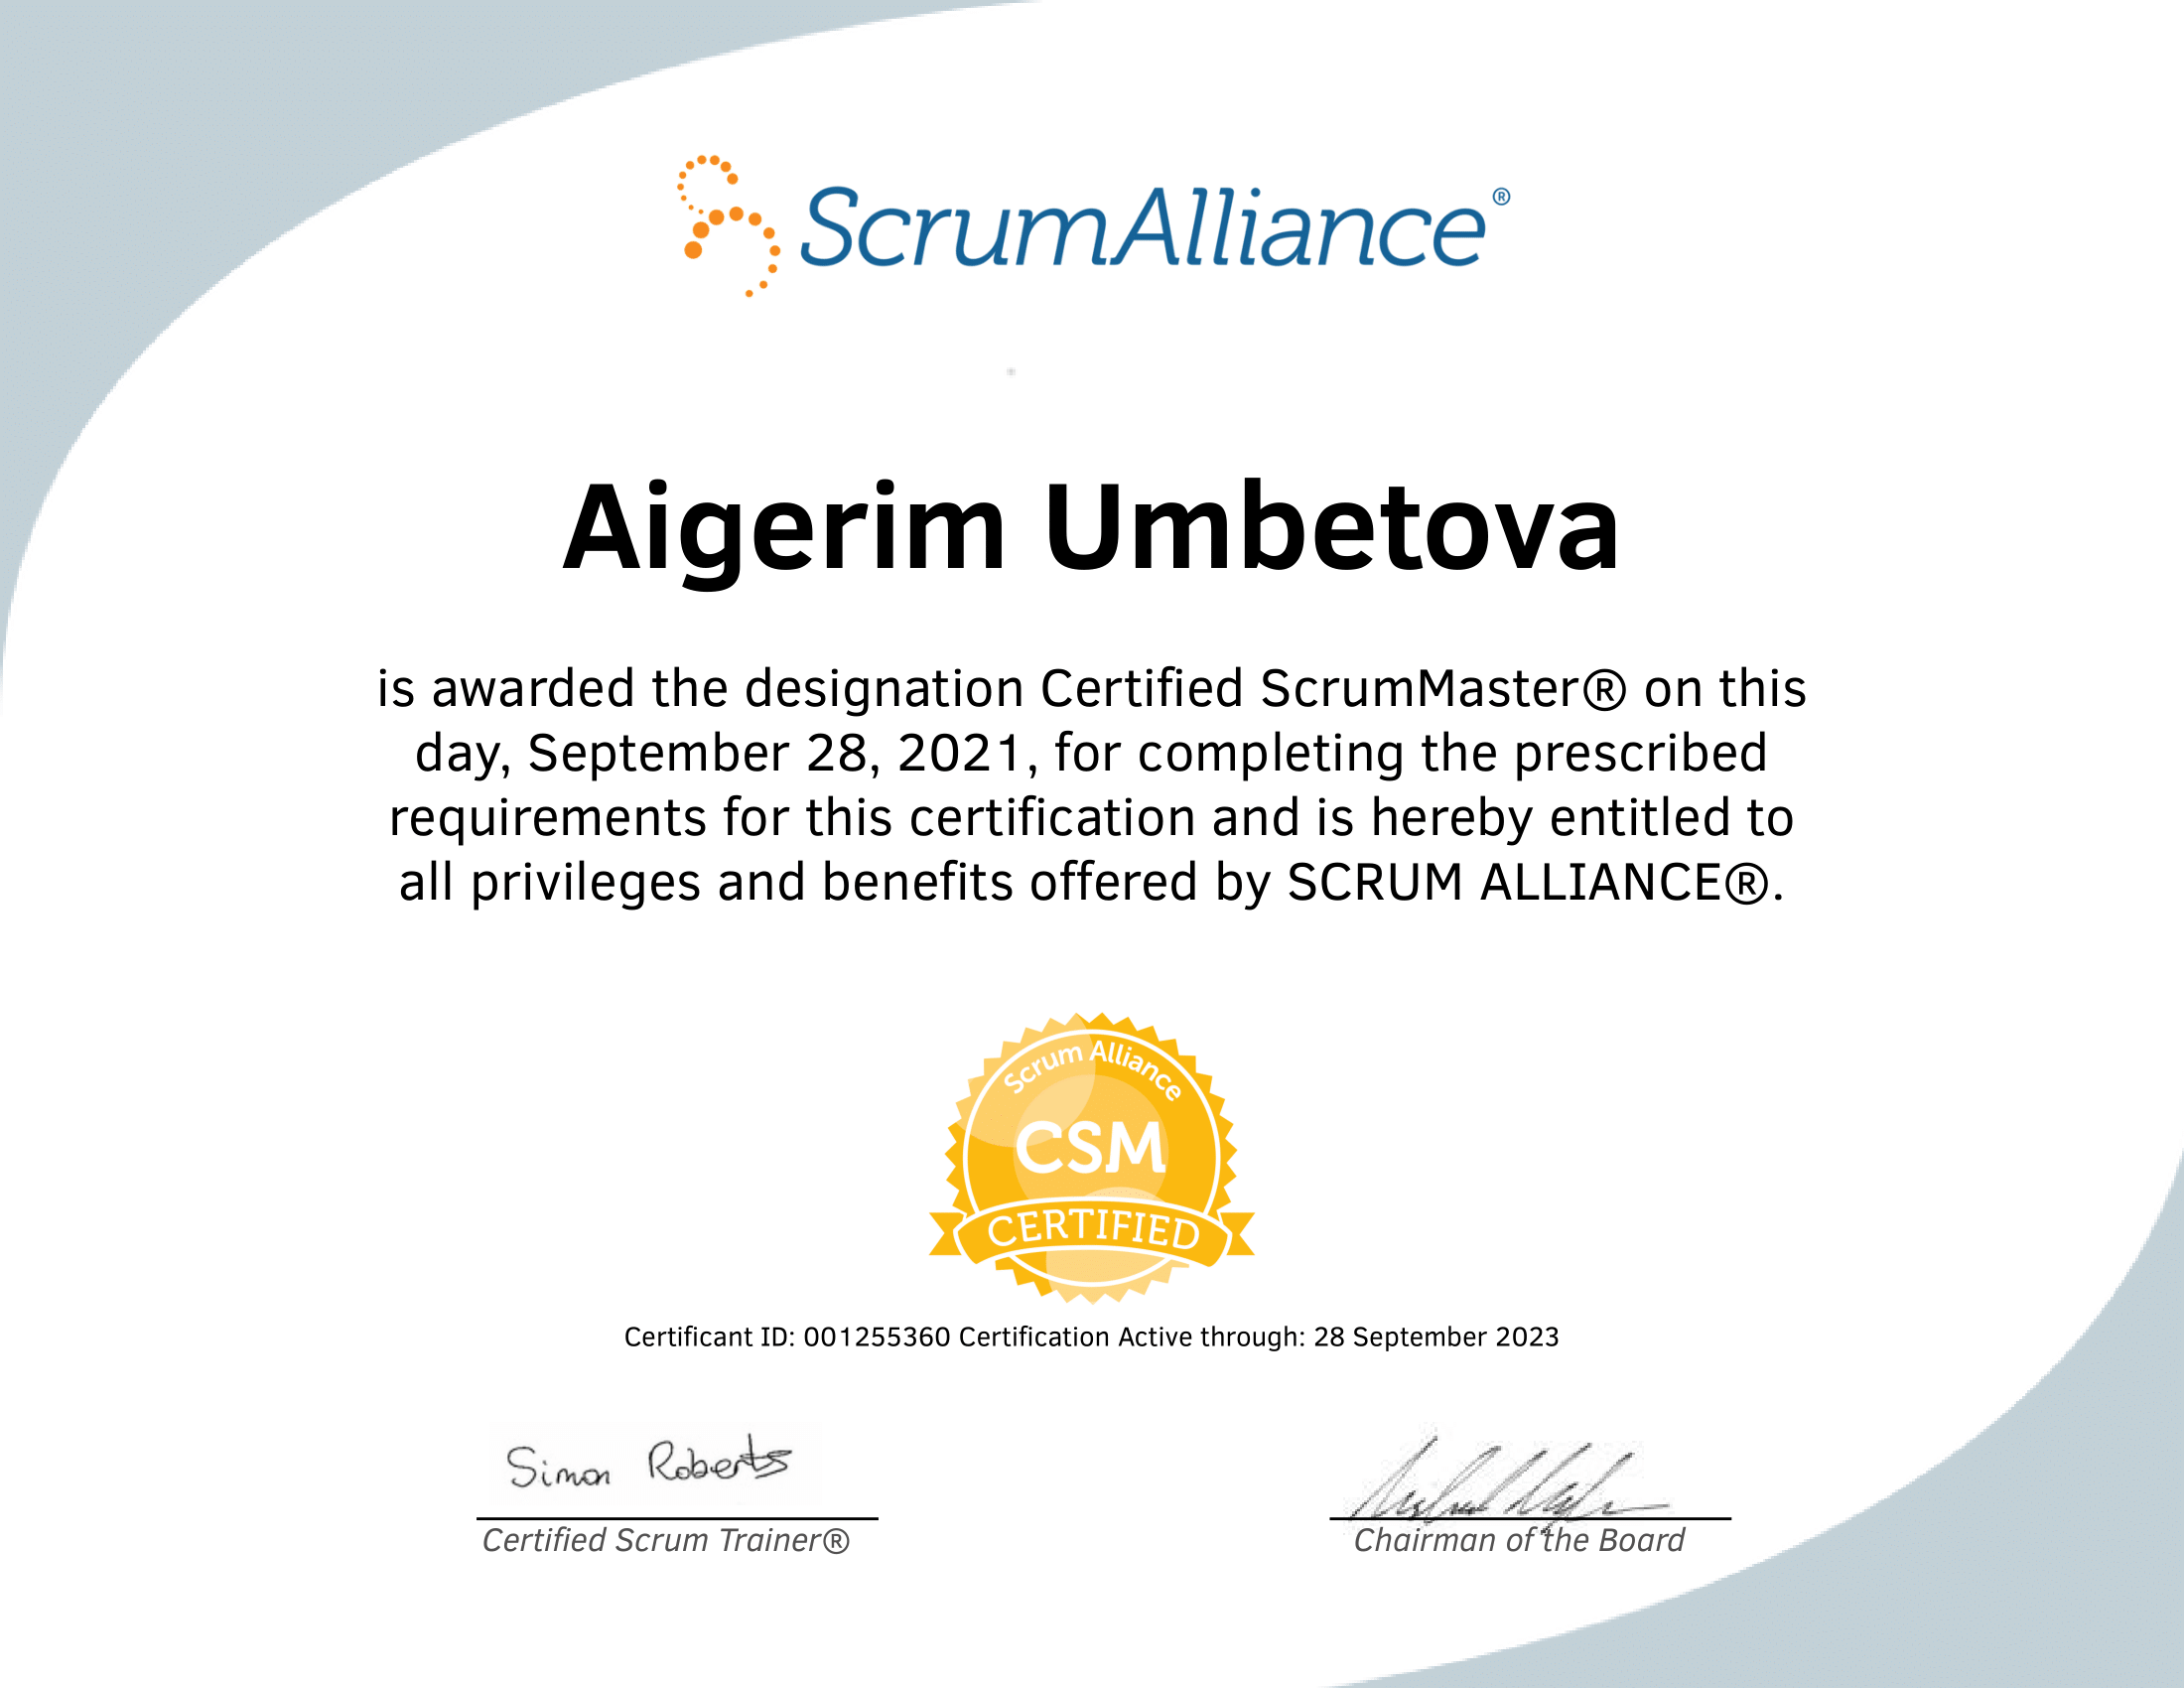 ScrumAlliance®
Aigerim Umbetova
is awarded the designation Certified ScrumMaster® on this
day, September 28, 2021, for completing the prescribed
requirements for this certification and is hereby entitled to
all privileges and benefits offered by SCRUM ALLIANCE®.
Scrum Alliance
CSM
CERTIFIED
Certificant ID: 001255360 Certification Active through: 28 September 2023
Simon Roberts
Certified Scrum Trainer®
Chairman of the Board